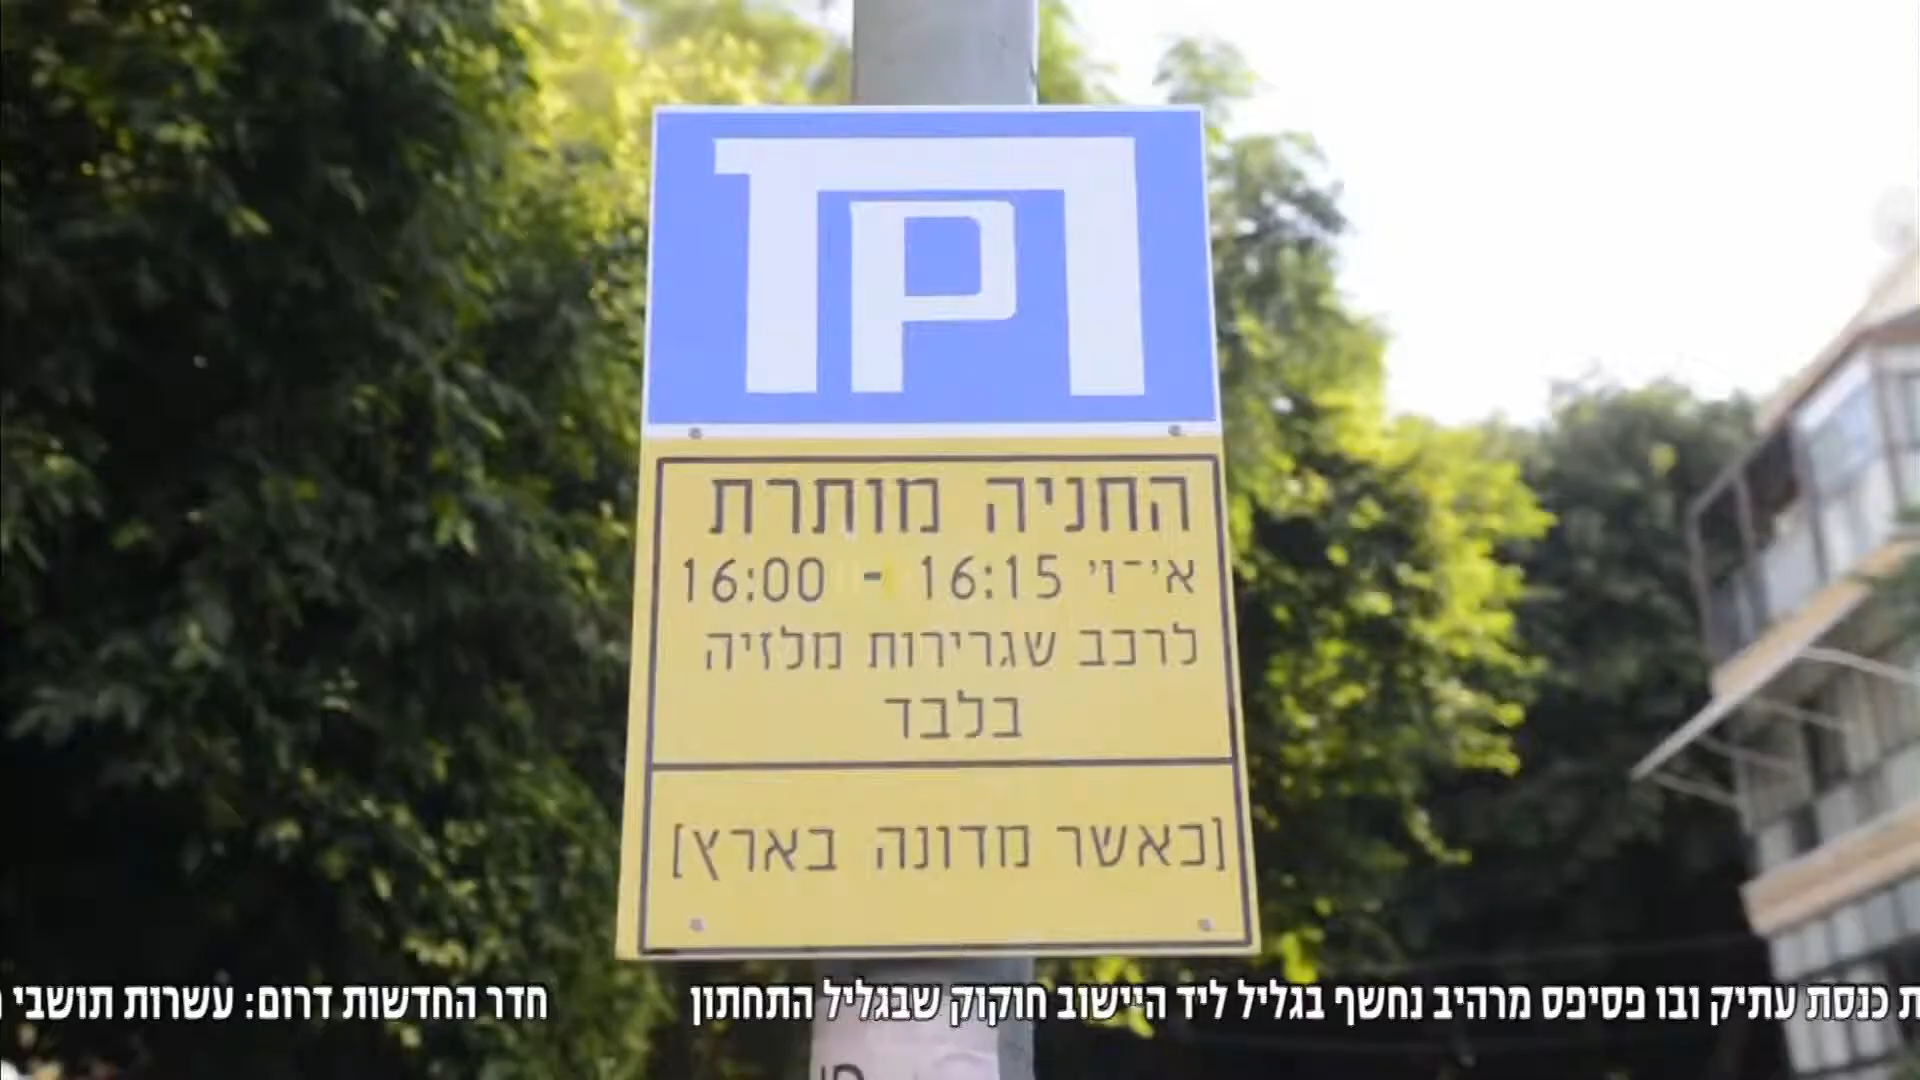 חPן
החניה מותרת
א׳-ו׳ 16:15 - 16:00
לרכב שגרירות מלזיה
בלבד
[כאשר מדונה בארץ]
כנסת עתיק ובו פסיפס מרהיב נחשף בגליל ליד היישוב חוקוק שבגליל התחתון
חדר החדשות דרום: עשרות תושבי